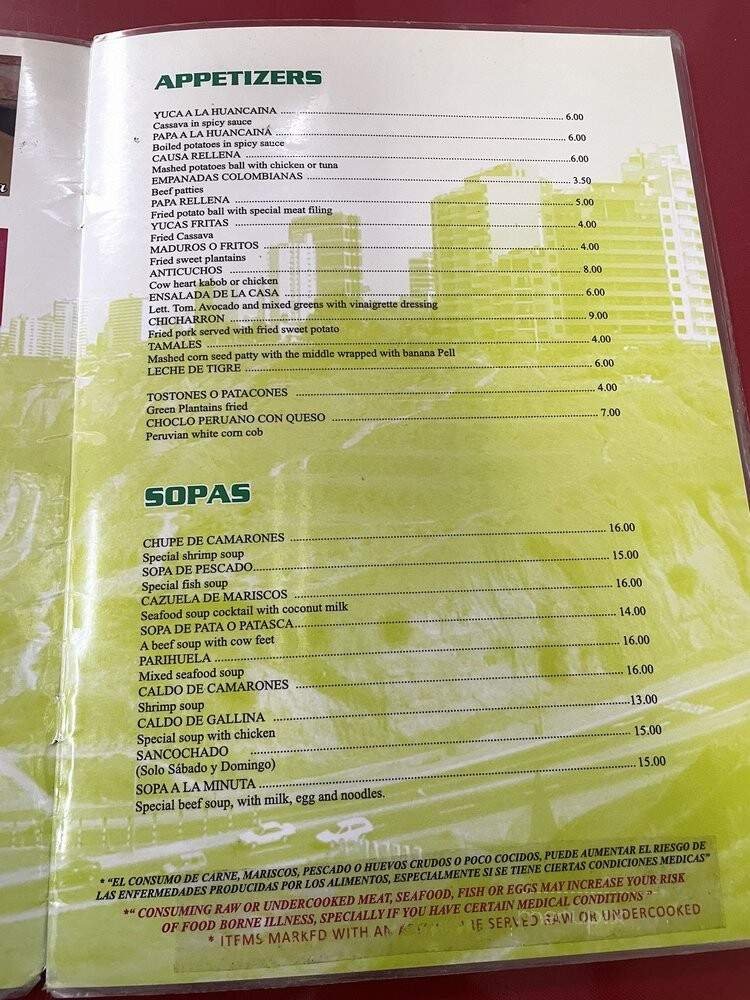 APPETIZERS
YUCA A LA HUANCAINA ........ 6.00
Cassava in spicy sauce
PAPA A LA HUANCAINA ........ 6.00
Boiled potatoes in spicy sauce
CAUSA RELLENA ........ 6.00
Mashed potatoes ball with chicken or tuna
EMPANADAS COLOMBIANAS ........ 3.50
Beef patties
PAPA RELLENA ........ 5.00
Fried potato ball with special meat filing
YUCAS FRITAS ........ 4.00
Fried Cassava
MADUROS O FRITOS ........ 4.00
Fried sweet plantains
ANTICUCHOS ........ 8.00
Cow heart kabob or chicken
ENSALADA DE LA CASA ........ 6.00
Lett. Tom. Avocado and mixed greens with vinaigrette dressing
CHICHARRON ........ 9.00
Fried pork served with fried sweet potato
TAMALES ........ 4.00
Mashed corn seed patty with the middle wrapped with banana Pell
LECHE DE TIGRE ........ 6.00
TOSTONES O PATACONES ........ 4.00
Green Plantains fried
CHOCLO PERUANO CON QUESO ........ 7.00
Peruvian white corn cob
SOPAS
CHUPE DE CAMARONES ........ 16.00
Special shrimp soup
SOPA DE PESCADO ........ 15.00
Special fish soup
CAZUELA DE MARISCOS ........ 16.00
Seafood soup cocktail with coconut milk
SOPA DE PATA O PATASCA ........ 14.00
A beef soup with cow feet
PARIHUELA ........ 16.00
Mixed seafood soup
CALDO DE CAMARONES ........ 16.00
Shrimp soup
CALDO DE GALLINA ........ 13.00
Special soup with chicken
SANCOCHADO ........ 15.00
(Solo Sábado y Domingo)
SOPA A LA MINUTA ........ 15.00
Special beef soup, with milk, egg and noodles.
* "EL CONSUMO DE CARNE, MARISCOS, PESCADO O HUEVOS CRUDOS O POCO COCIDOS, PUEDE AUMENTAR EL RIESGO DE
LAS ENFERMEDADES PRODUCIDAS POR LOS ALIMENTOS, ESPECIALMENTE SI SE TIENE CIERTAS CONDICIONES MEDICAS"
*" CONSUMING RAW OR UNDERCOOKED MEAT, SEAFOOD, FISH OR EGGS MAY INCREASE YOUR RISK
OF FOOD BORNE ILLNESS, SPECIALLY IF YOU HAVE CERTAIN MEDICAL CONDITIONS "
* ITEMS MARKED WITH AN SERVED RAW OR UNDERCOOKED